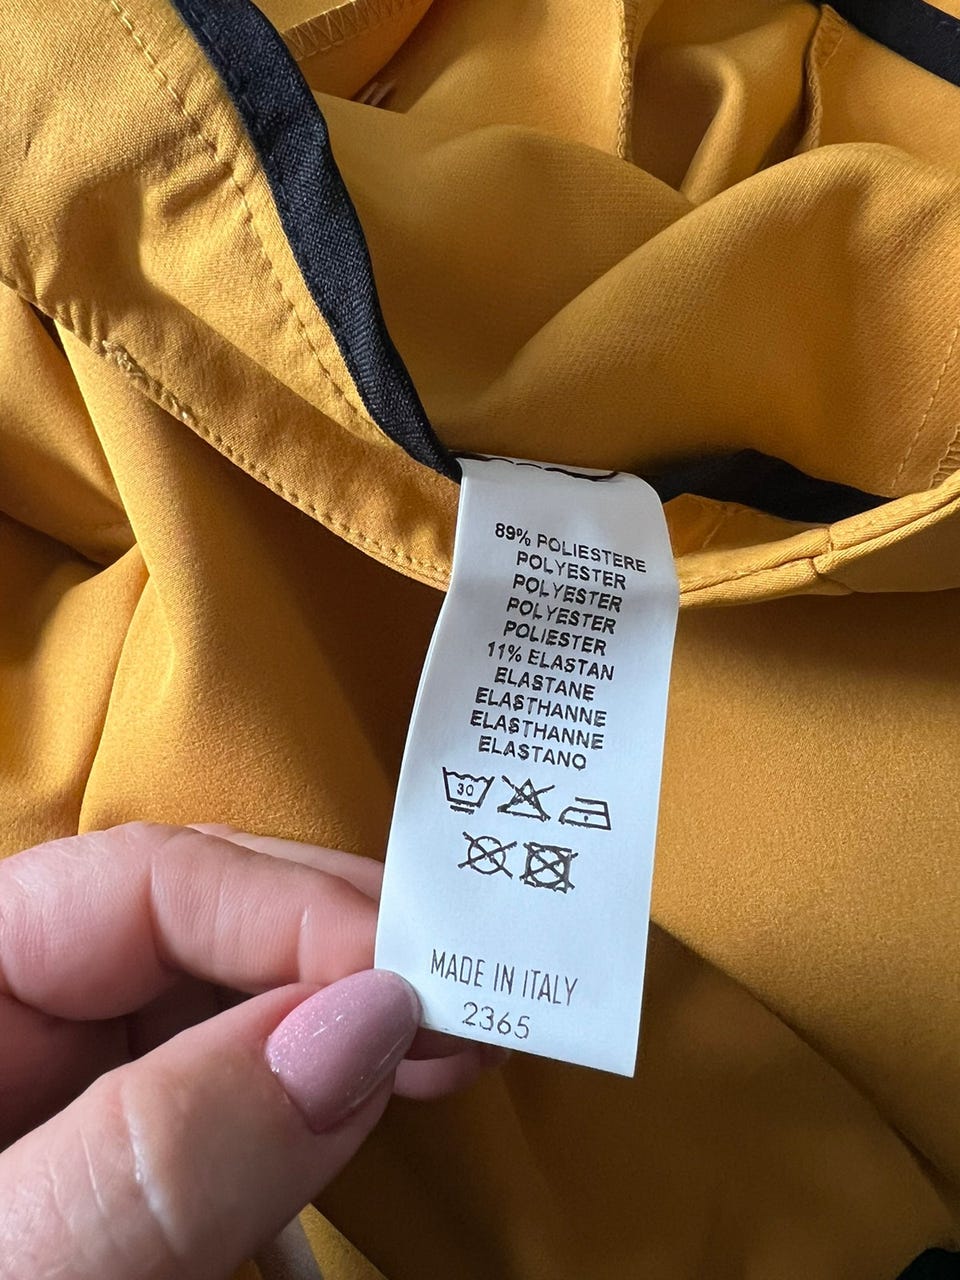 89% POLIESTERE
POLYESTER
POLYESTER
POLYESTER
POLIESTER
11% ELASTAN
ELASTANE
ELASTHANNE
ELASTHANNE
ELASTANO
30
MADE IN ITALY
2365